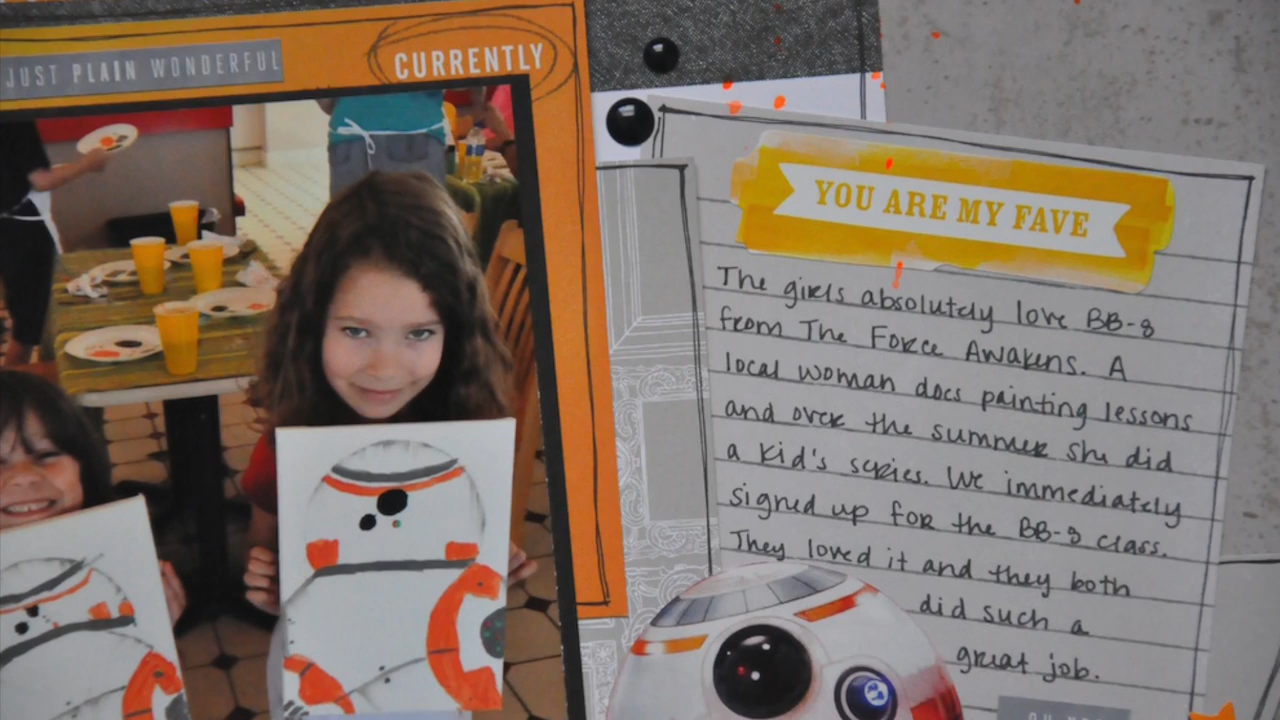 JUST PLAIN WONDERFUL
CURRENTLY
YOU ARE MY FAVE
The girls absolutely love BB-8
from The Force Awakens. A
local woman does painting lessons
and over the summer she did
a kid's series. We immediately
signed up for the BB-8 class.
They loved it and they both
did such a
great job.